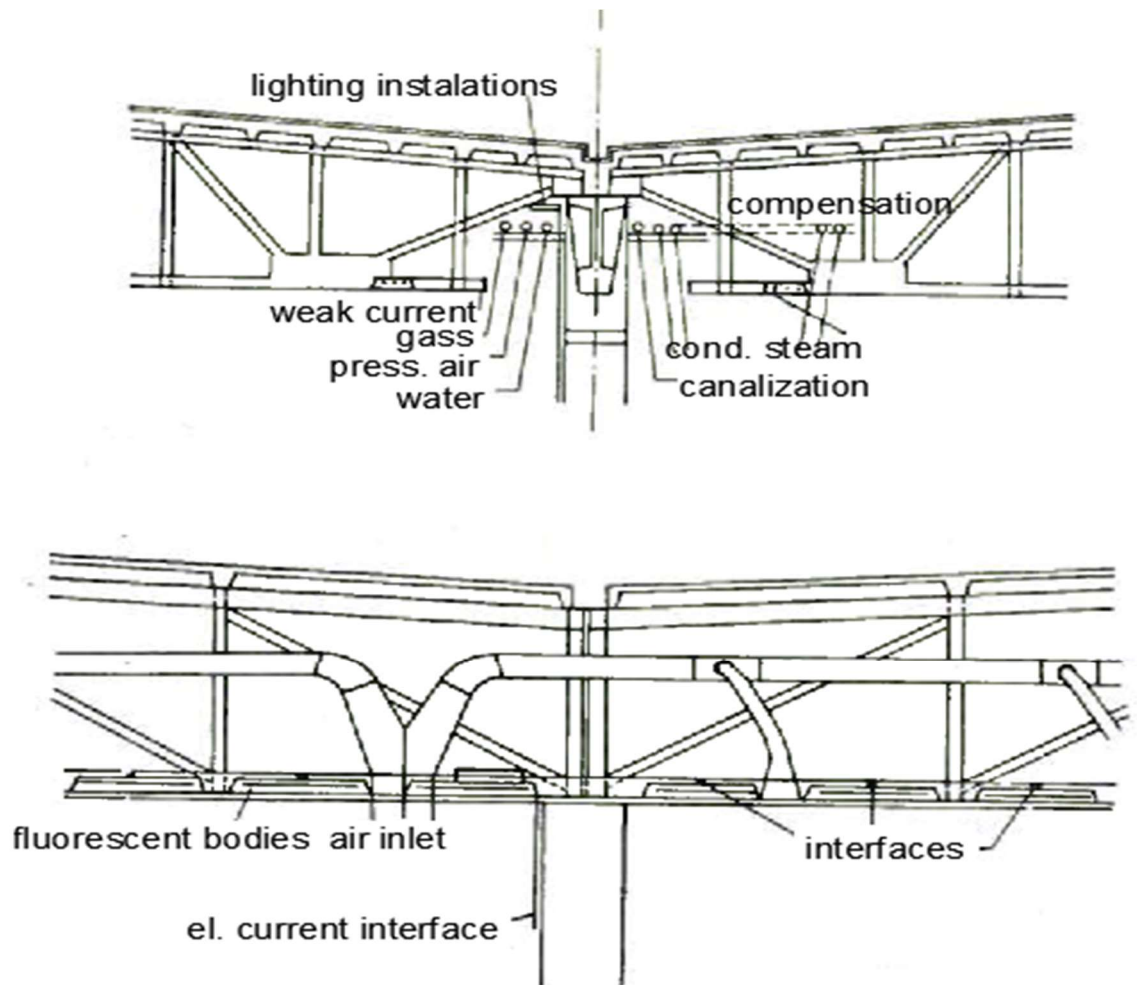 lighting instalations
compensation
weak current
gass
press. air
water
cond. steam
canalization
fluorescent bodies air inlet
interfaces
el. current interface